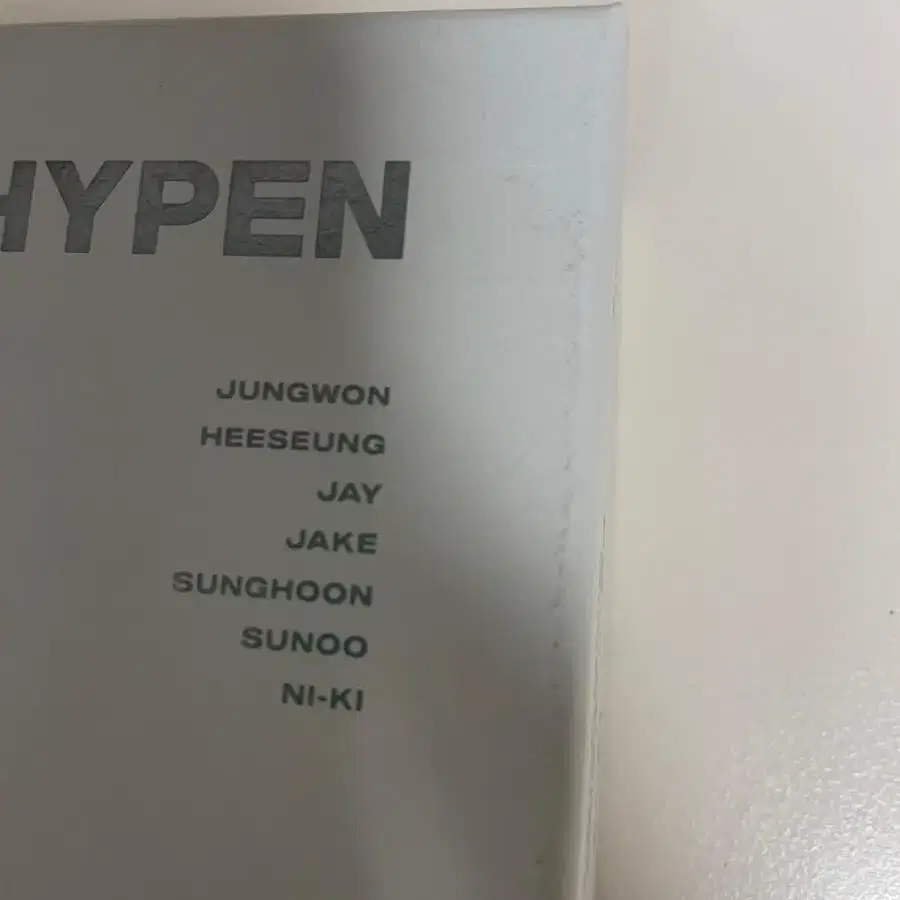 HYPEN
JUNGWON
HEESEUNG
JAY
JAKE
SUNGHOON
SUNOO
NI-KI